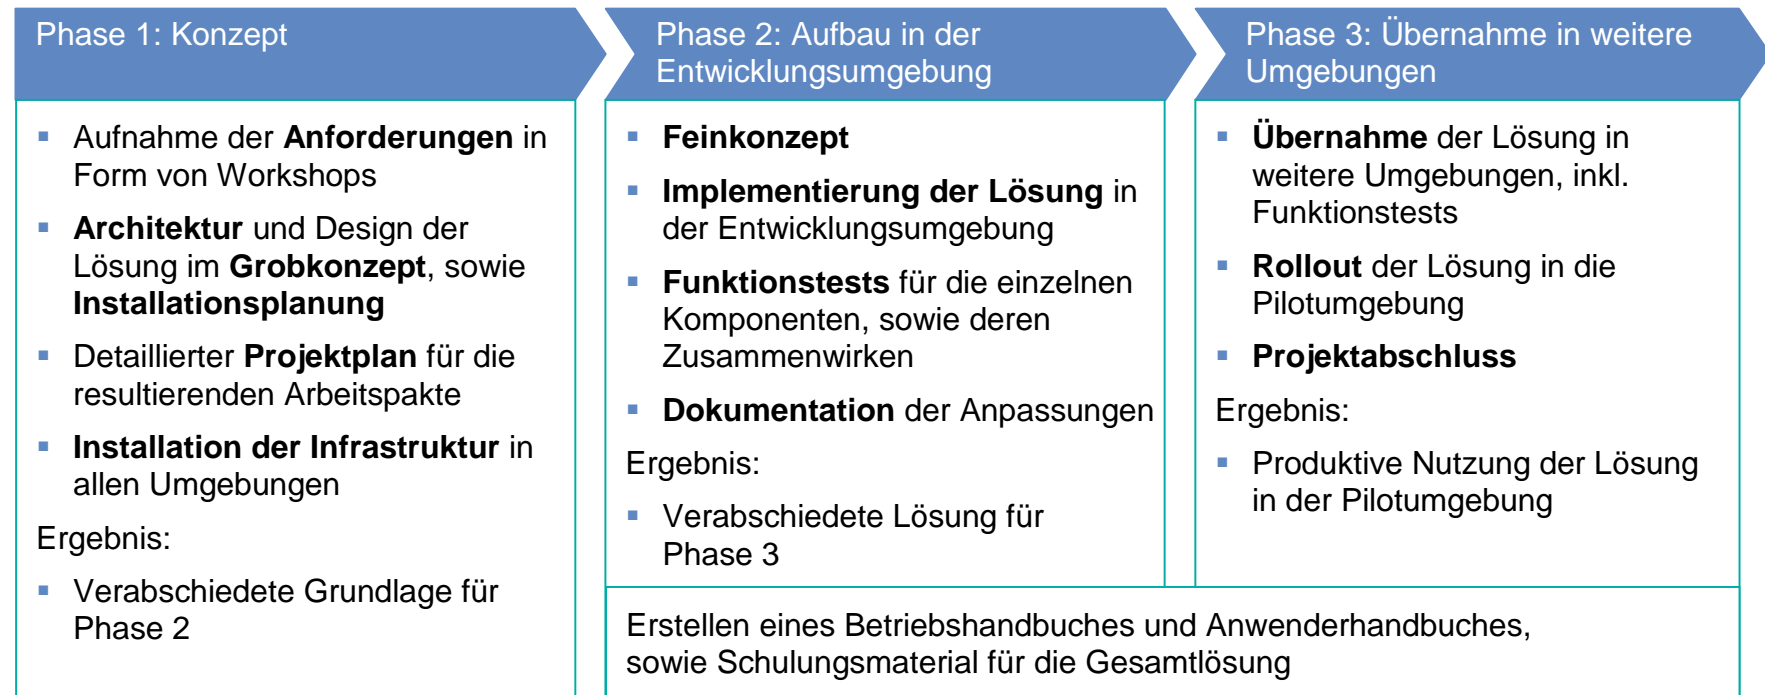 Phase 1: Konzept
Aufnahme der Anforderungen in
Form von Workshops
Architektur und Design der
Lösung im Grobkonzept, sowie
Installationsplanung
Detaillierter Projektplan für die
resultierenden Arbeitspakte
Installation der Infrastruktur in
allen Umgebungen
Ergebnis:
Verabschiedete Grundlage für
Phase 2
Phase 2: Aufbau in der
Entwicklungsumgebung
Feinkonzept
Implementierung der Lösung in
der Entwicklungsumgebung
Funktionstests für die einzelnen
Komponenten, sowie deren
Zusammenwirken
Dokumentation der Anpassungen
Ergebnis:
Verabschiedete Lösung für
Phase 3
Phase 3: Übernahme in weitere
Umgebungen
Übernahme der Lösung in
weitere Umgebungen, inkl.
Funktionstests
Rollout der Lösung in die
Pilotumgebung
Projektabschluss
Ergebnis:
Produktive Nutzung der Lösung
in der Pilotumgebung
Erstellen eines Betriebshandbuches und Anwenderhandbuches,
sowie Schulungsmaterial für die Gesamtlösung